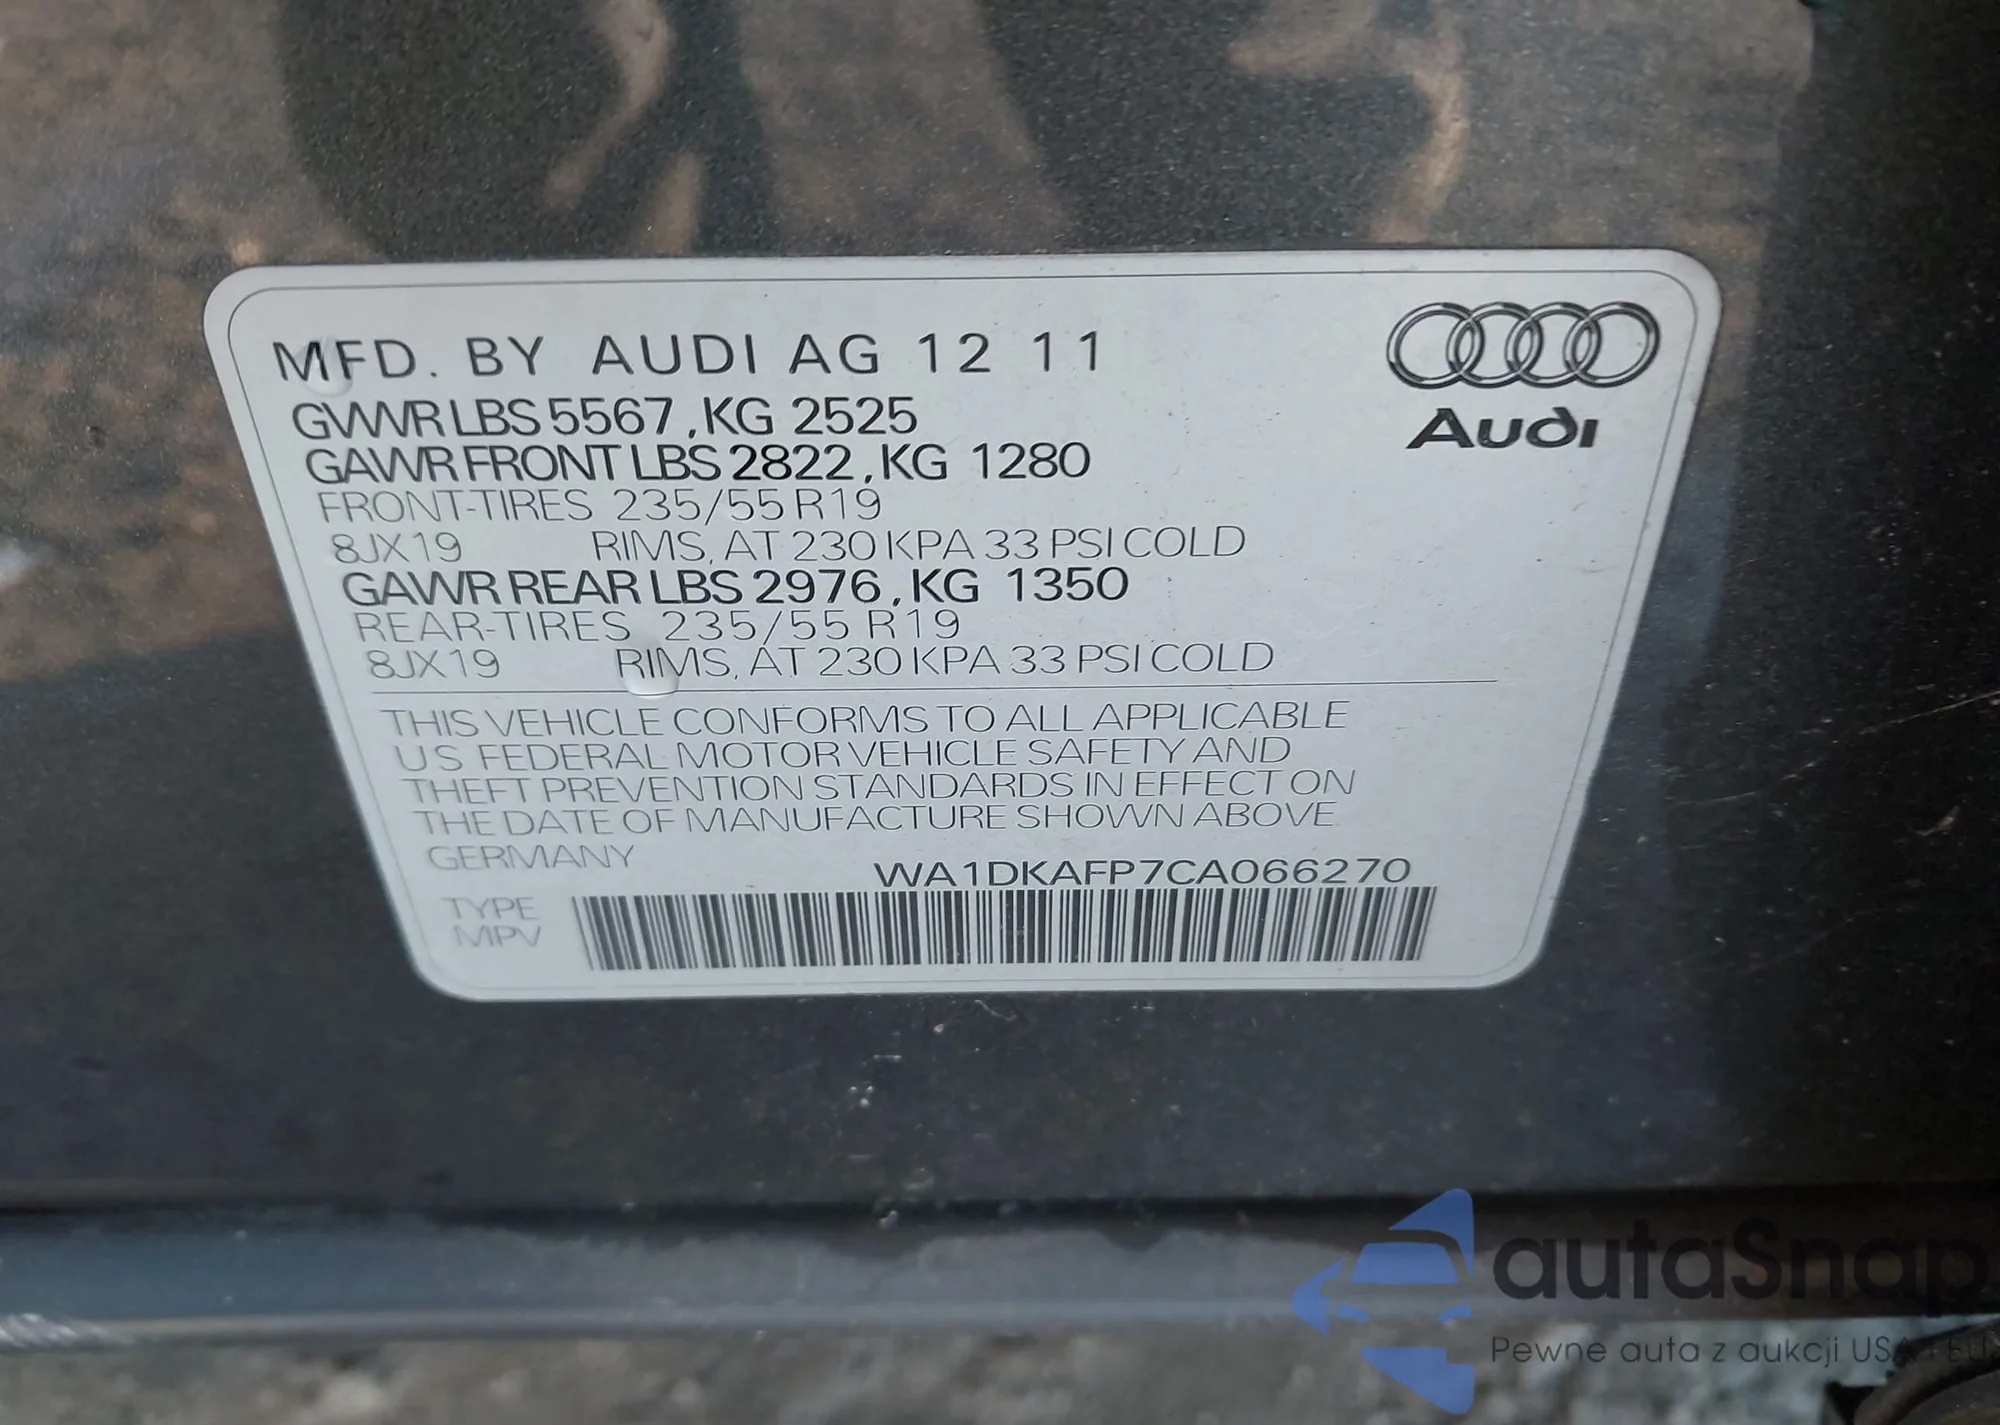 MFD. BY AUDI AG 12 11
GVWR LBS 5567, KG 2525
GAWR FRONT LBS 2822, KG 1280
FRONT-TIRES 235/55 R19
8JX19 RIMS, AT 230 KPA 33 PSI COLD
GAWR REAR LBS 2976, KG 1350
REAR-TIRES 235/55 R19
8JX19 RIMS, AT 230 KPA 33 PSI COLD
THIS VEHICLE CONFORMS TO ALL APPLICABLE
US FEDERAL MOTOR VEHICLE SAFETY AND
THEFT PREVENTION STANDARDS IN EFFECT ON
THE DATE OF MANUFACTURE SHOWN ABOVE.
GERMANY
WA1DKAFP7CA066270
TYPE
MPV
Audi
autaSnap
Pewne auta z aukcji USA i EU